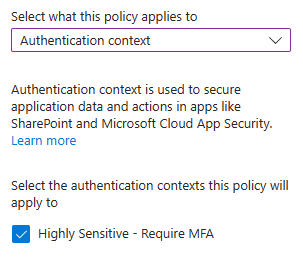 Select what this policy applies to
Authentication context
Authentication context is used to secure
application data and actions in apps like
SharePoint and Microsoft Cloud App Security.
Learn more
Select the authentication contexts this policy will
apply to
Highly Sensitive - Require MFA